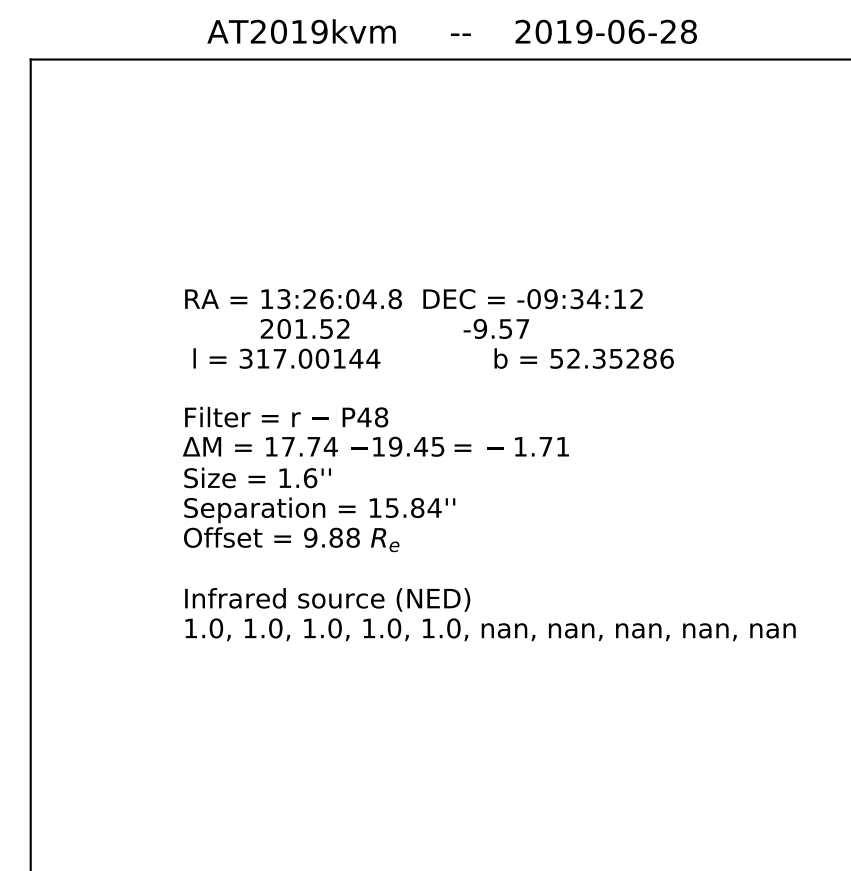 AT2019kvm -- 2019-06-28
RA = 13:26:04.8 DEC = -09:34:12
201.52 -9.57
l = 317.00144 b = 52.35286
Filter = r − P48
ΔM = 17.74 −19.45 = − 1.71
Size = 1.6''
Separation = 15.84''
Offset = 9.88 Re
Infrared source (NED)
1.0, 1.0, 1.0, 1.0, 1.0, nan, nan, nan, nan, nan